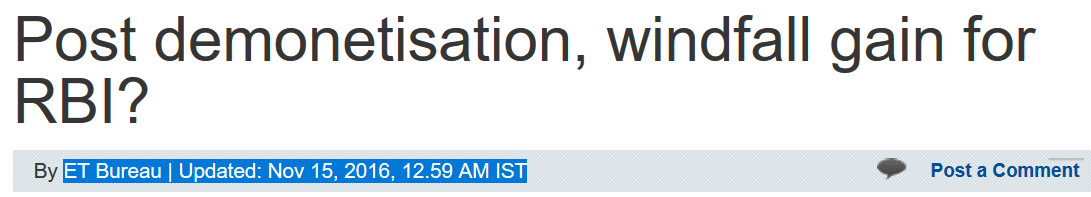 Post demonetisation, windfall gain for
RBI?
By ET Bureau | Updated: Nov 15, 2016, 12.59 AM IST
Post a Comment